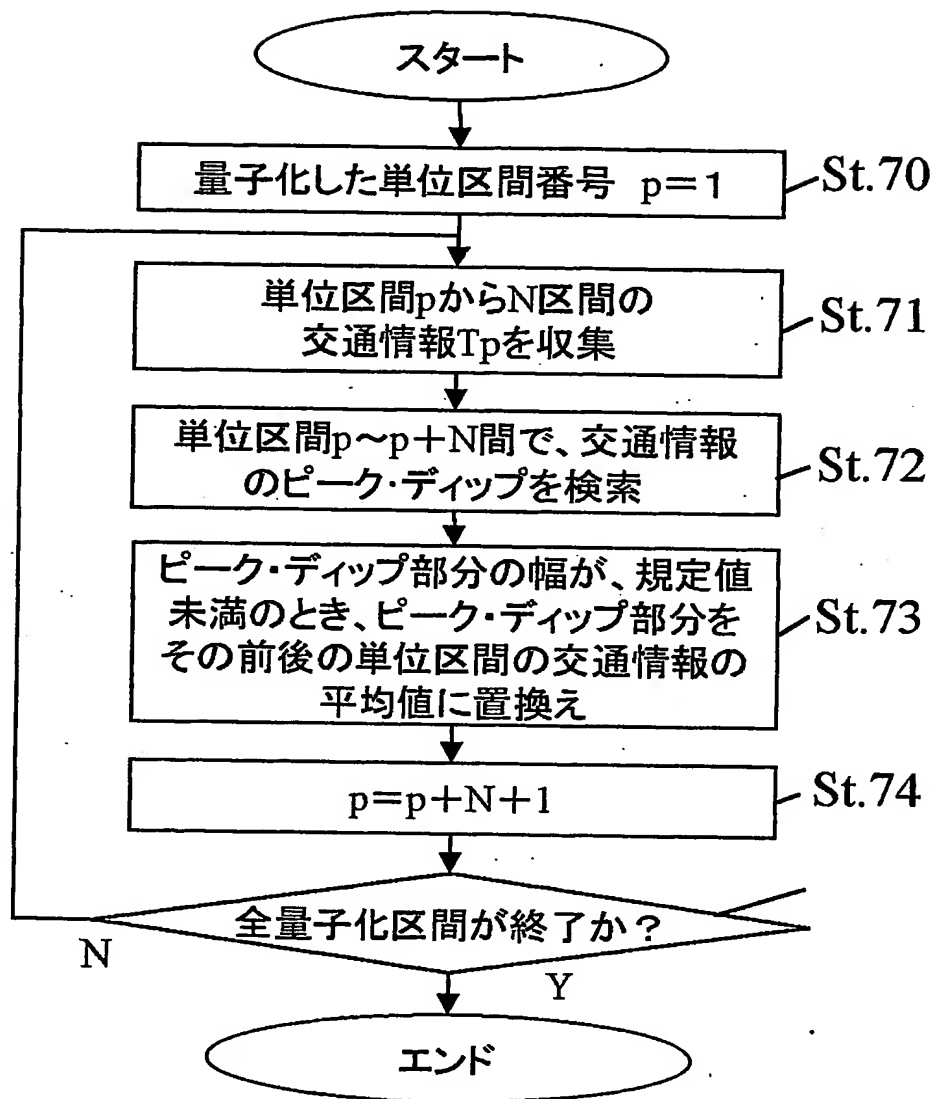 スタート
量子化した単位区間番号 p=1
St.70
単位区間pからN区間の
交通情報Tpを収集
St.71
単位区間p~p+N間で、交通情報
のピーク・ディップを検索
St.72
ピーク・ディップ部分の幅が、規定値
未満のとき、ピーク・ディップ部分を
その前後の単位区間の交通情報の
平均値に置換え
St.73
p=p+N+1
St.74
全量子化区間が終了か?
N
Y
エンド